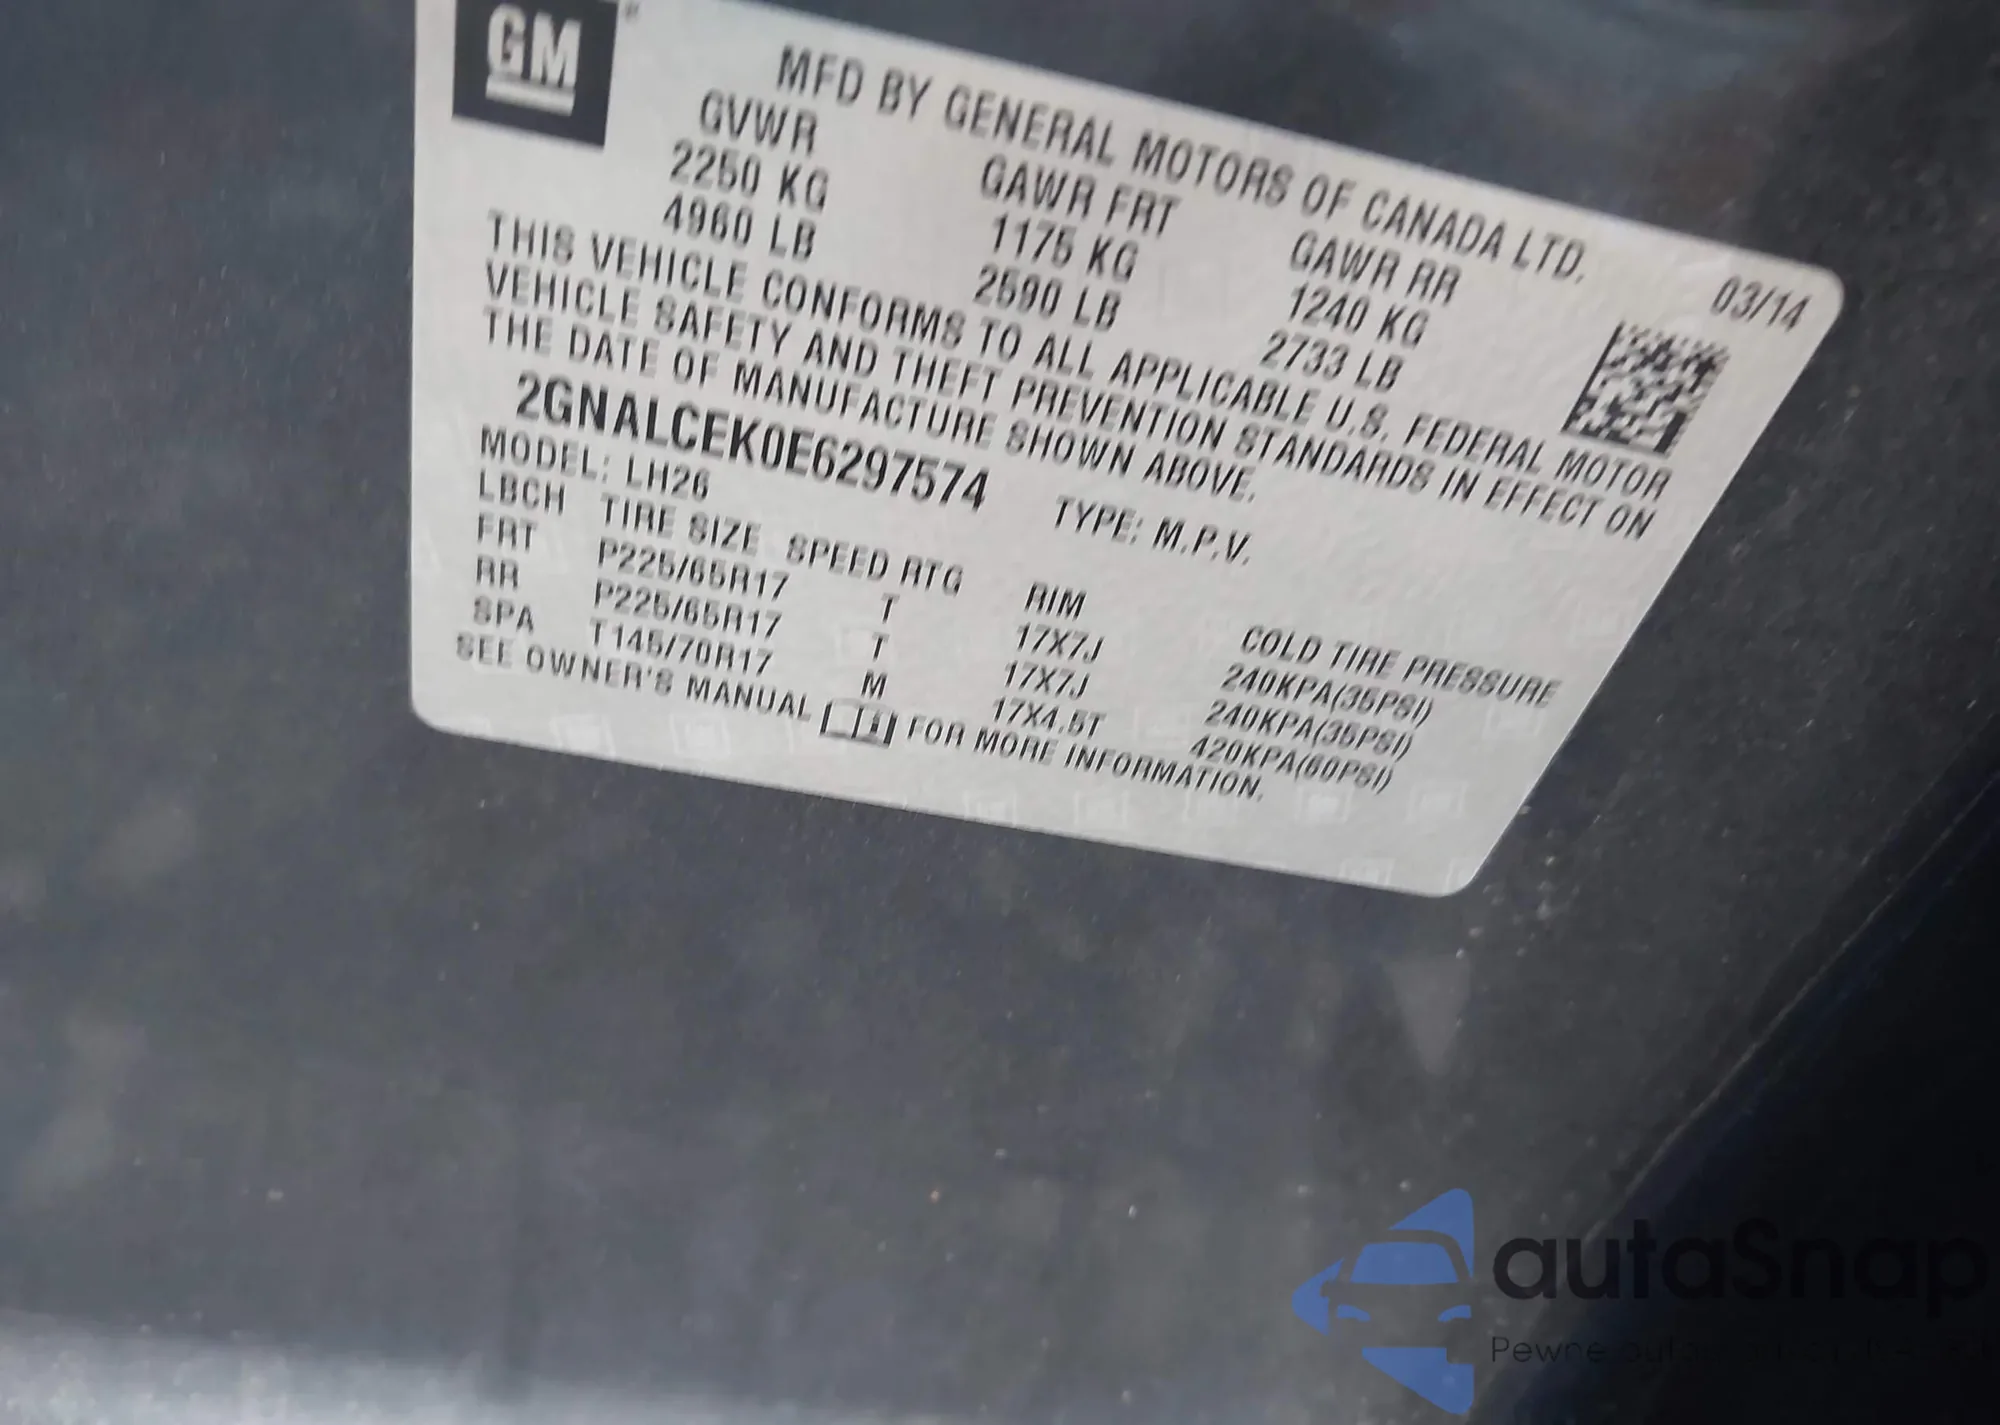 GM
MFD BY GENERAL MOTORS OF CANADA LTD. 03/14
GVWR GAWR FRT GAWR RR
2250 KG 1175 KG 1240 KG
4960 LB 2590 LB 2733 LB
THIS VEHICLE CONFORMS TO ALL APPLICABLE U.S. FEDERAL MOTOR
VEHICLE SAFETY AND THEFT PREVENTION STANDARDS IN EFFECT ON
THE DATE OF MANUFACTURE SHOWN ABOVE.
2GNALCEK0E6297574 TYPE: M.P.V.
MODEL: LH26
LBCH TIRE SIZE SPEED RTG RIM COLD TIRE PRESSURE
FRT P225/65R17 T 17X7J 240KPA(35PSI)
RR P225/65R17 T 17X7J 240KPA(35PSI)
SPA T145/70R17 M 17X4.5T 420KPA(60PSI)
SEE OWNER'S MANUAL FOR MORE INFORMATION.
autaSnap
Pewne auta